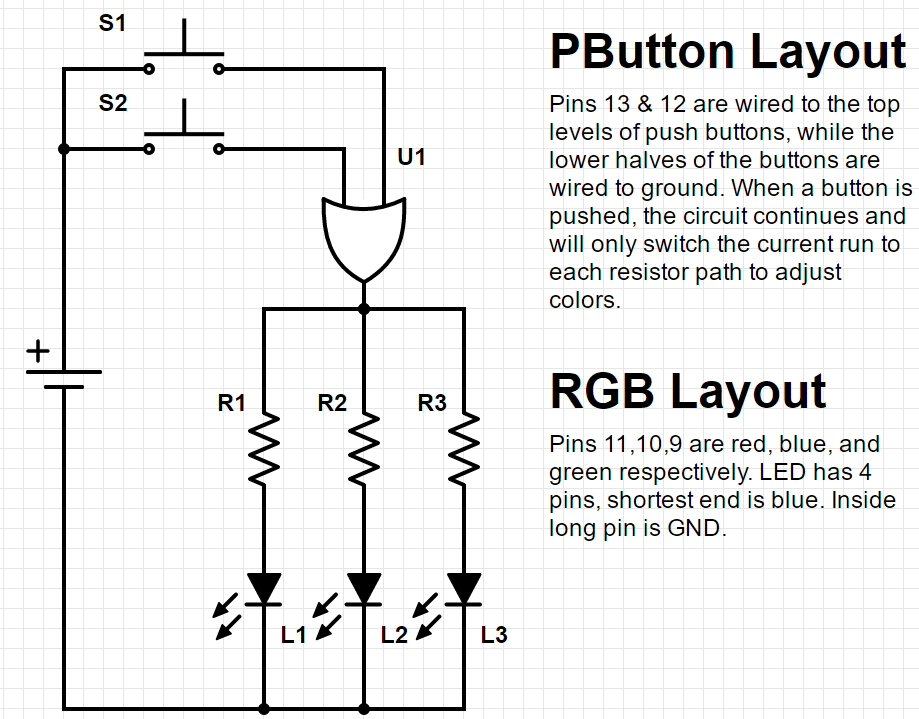 S1
S2
U1
+
R1
R2
R3
L1
L2
L3
PButton Layout
Pins 13 & 12 are wired to the top
levels of push buttons, while the
lower halves of the buttons are
wired to ground. When a button is
pushed, the circuit continues and
will only switch the current run to
each resistor path to adjust
colors.
RGB Layout
Pins 11,10,9 are red, blue, and
green respectively. LED has 4
pins, shortest end is blue. Inside
long pin is GND.